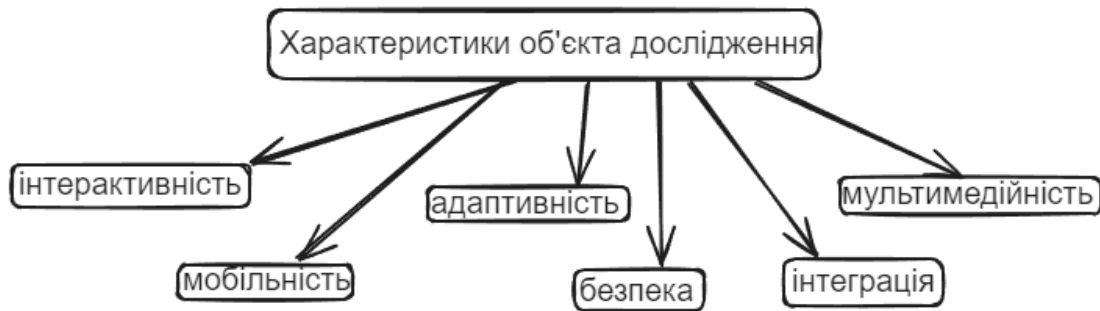 Характеристики об'єкта дослідження
інтерактивність
мобільність
адаптивність
безпека
інтеграція
мультимедійність